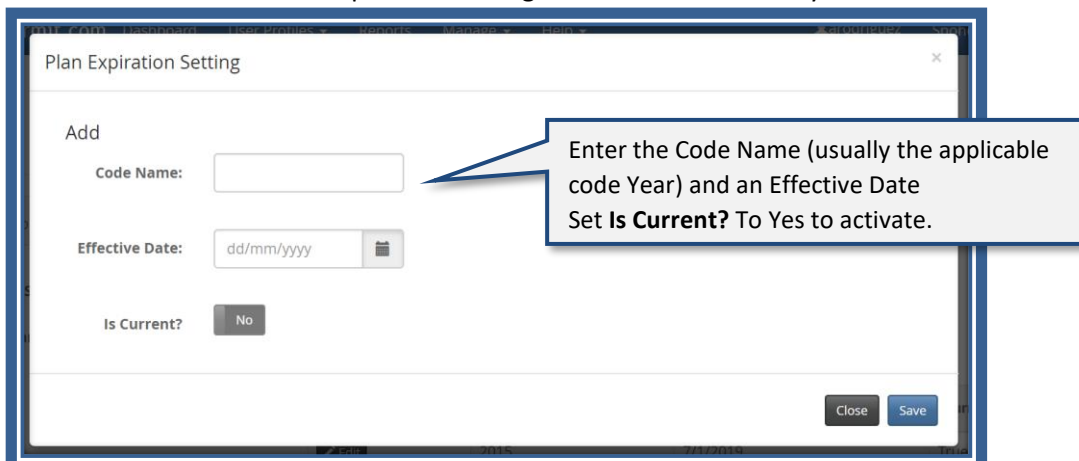 Dashboard User Profiles Reports Manage Help arodriguez
Plan Expiration Setting ×
Add
Code Name:
Enter the Code Name (usually the applicable
code Year) and an Effective Date
Set Is Current? To Yes to activate.
Effective Date: dd/mm/yyyy
Is Current? No
Close Save
Edit 2015 7/1/2019 True